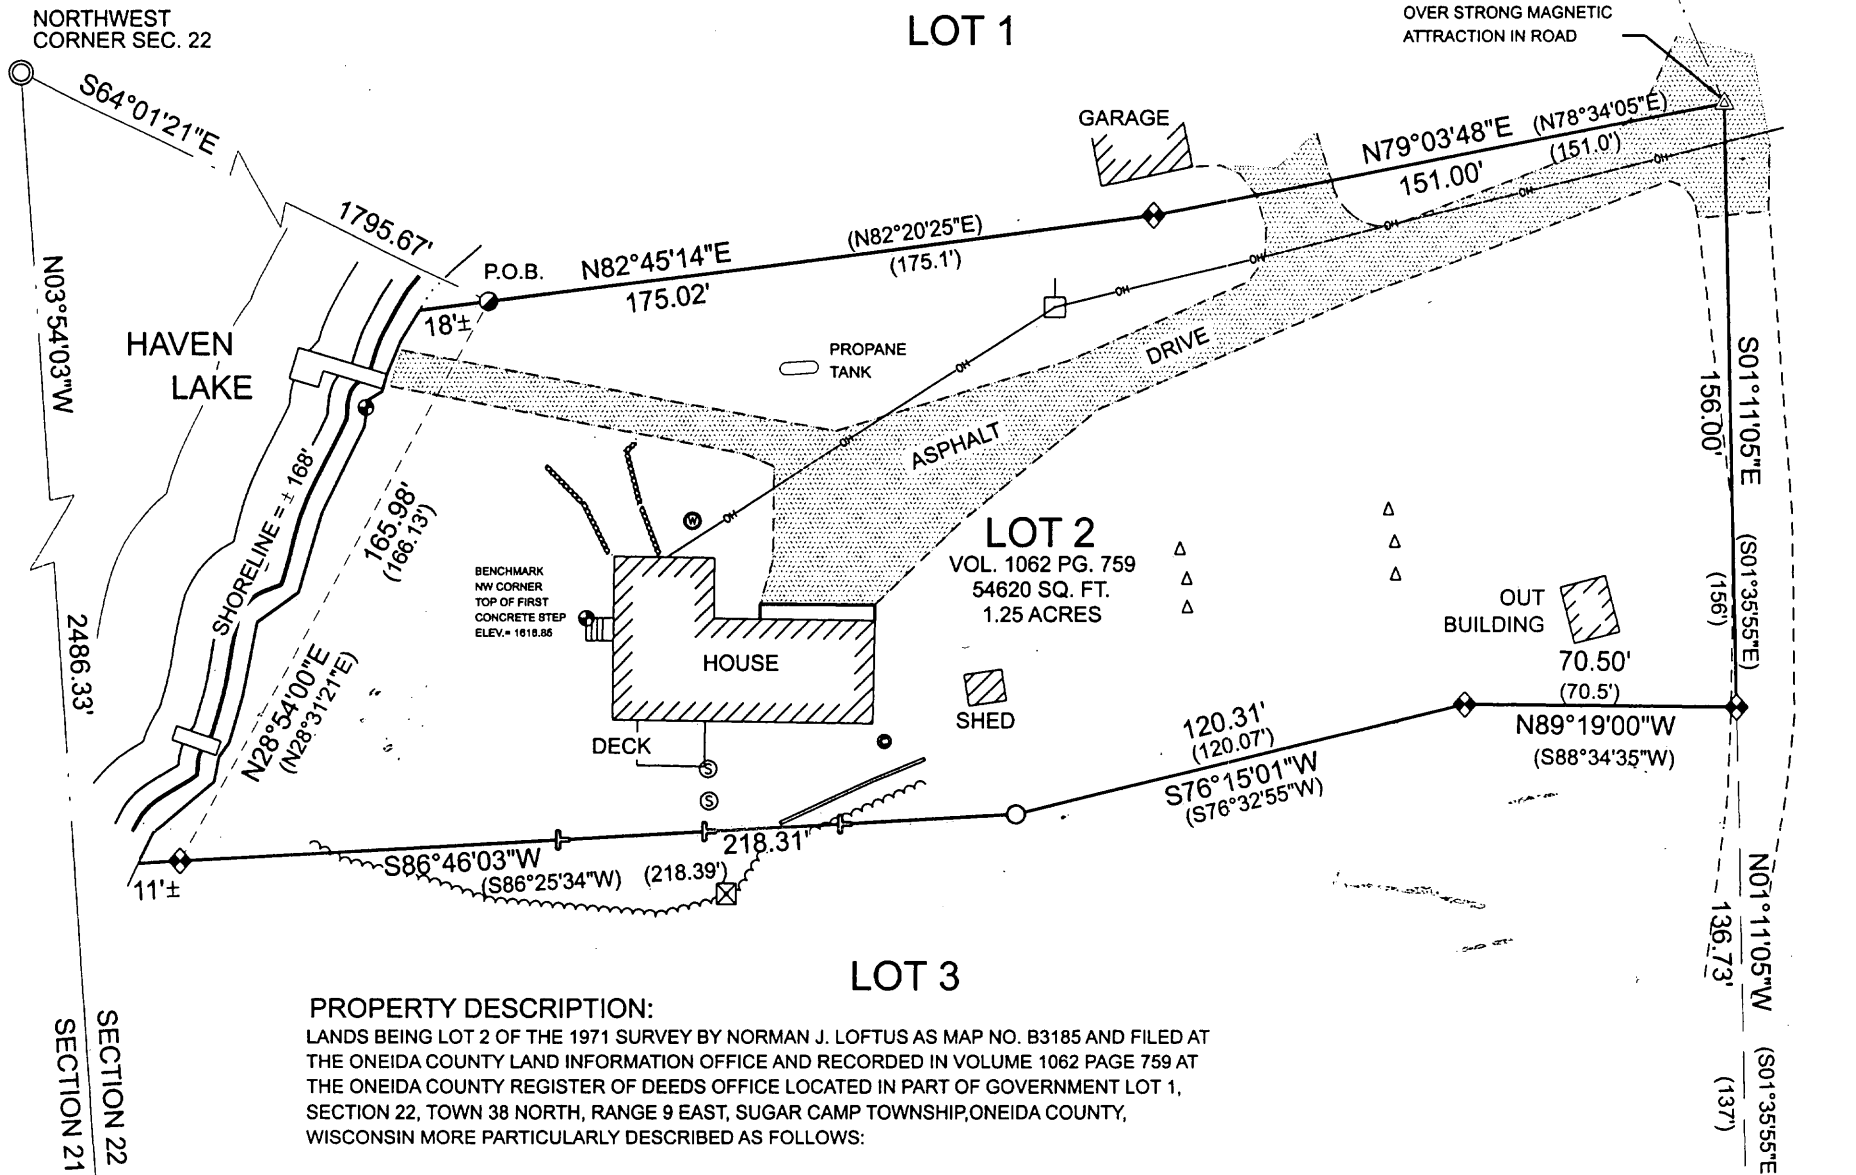 NORTHWEST
CORNER SEC. 22
LOT 1
OVER STRONG MAGNETIC
ATTRACTION IN ROAD
S64°01'21"E
GARAGE
N79°03'48"E
(N78°34'05"E)
151.00'
(151.0')
1795.67'
P.O.B.
N82°45'14"E
(N82°20'25"E)
175.02'
(175.1')
18'±
N03°54'03"W
2486.33'
HAVEN
LAKE
PROPANE
TANK
DRIVE
ASPHALT
OH
OH
OH
OH
OH
OH
OH
OH
SHORELINE = ± 168'
165.98'
(166.13')
N28°54'00"E
(N28°31'21"E)
W
BENCHMARK
NW CORNER
TOP OF FIRST
CONCRETE STEP
ELEV.= 1618.86
HOUSE
DECK
S
S
SHED
LOT 2
VOL. 1062 PG. 759
54620 SQ. FT.
1.25 ACRES
OUT
BUILDING
S01°11'05"E
156.00'
(S01°35'55"E)
(156')
70.50'
(70.5')
N89°19'00"W
(S88°34'35"W)
120.31'
(120.07')
S76°15'01"W
(S76°32'55"W)
218.31'
(218.39')
S86°46'03"W
(S86°25'34"W)
11'±
N01°11'05"W
136.73'
(S01°35'55"E
(137')
SECTION 22
SECTION 21
LOT 3
PROPERTY DESCRIPTION:
LANDS BEING LOT 2 OF THE 1971 SURVEY BY NORMAN J. LOFTUS AS MAP NO. B3185 AND FILED AT
THE ONEIDA COUNTY LAND INFORMATION OFFICE AND RECORDED IN VOLUME 1062 PAGE 759 AT
THE ONEIDA COUNTY REGISTER OF DEEDS OFFICE LOCATED IN PART OF GOVERNMENT LOT 1,
SECTION 22, TOWN 38 NORTH, RANGE 9 EAST, SUGAR CAMP TOWNSHIP,ONEIDA COUNTY,
WISCONSIN MORE PARTICULARLY DESCRIBED AS FOLLOWS: